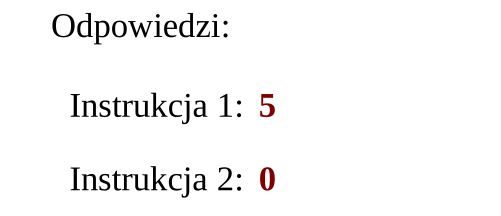 Odpowiedzi:
Instrukcja 1: 5
Instrukcja 2: 0